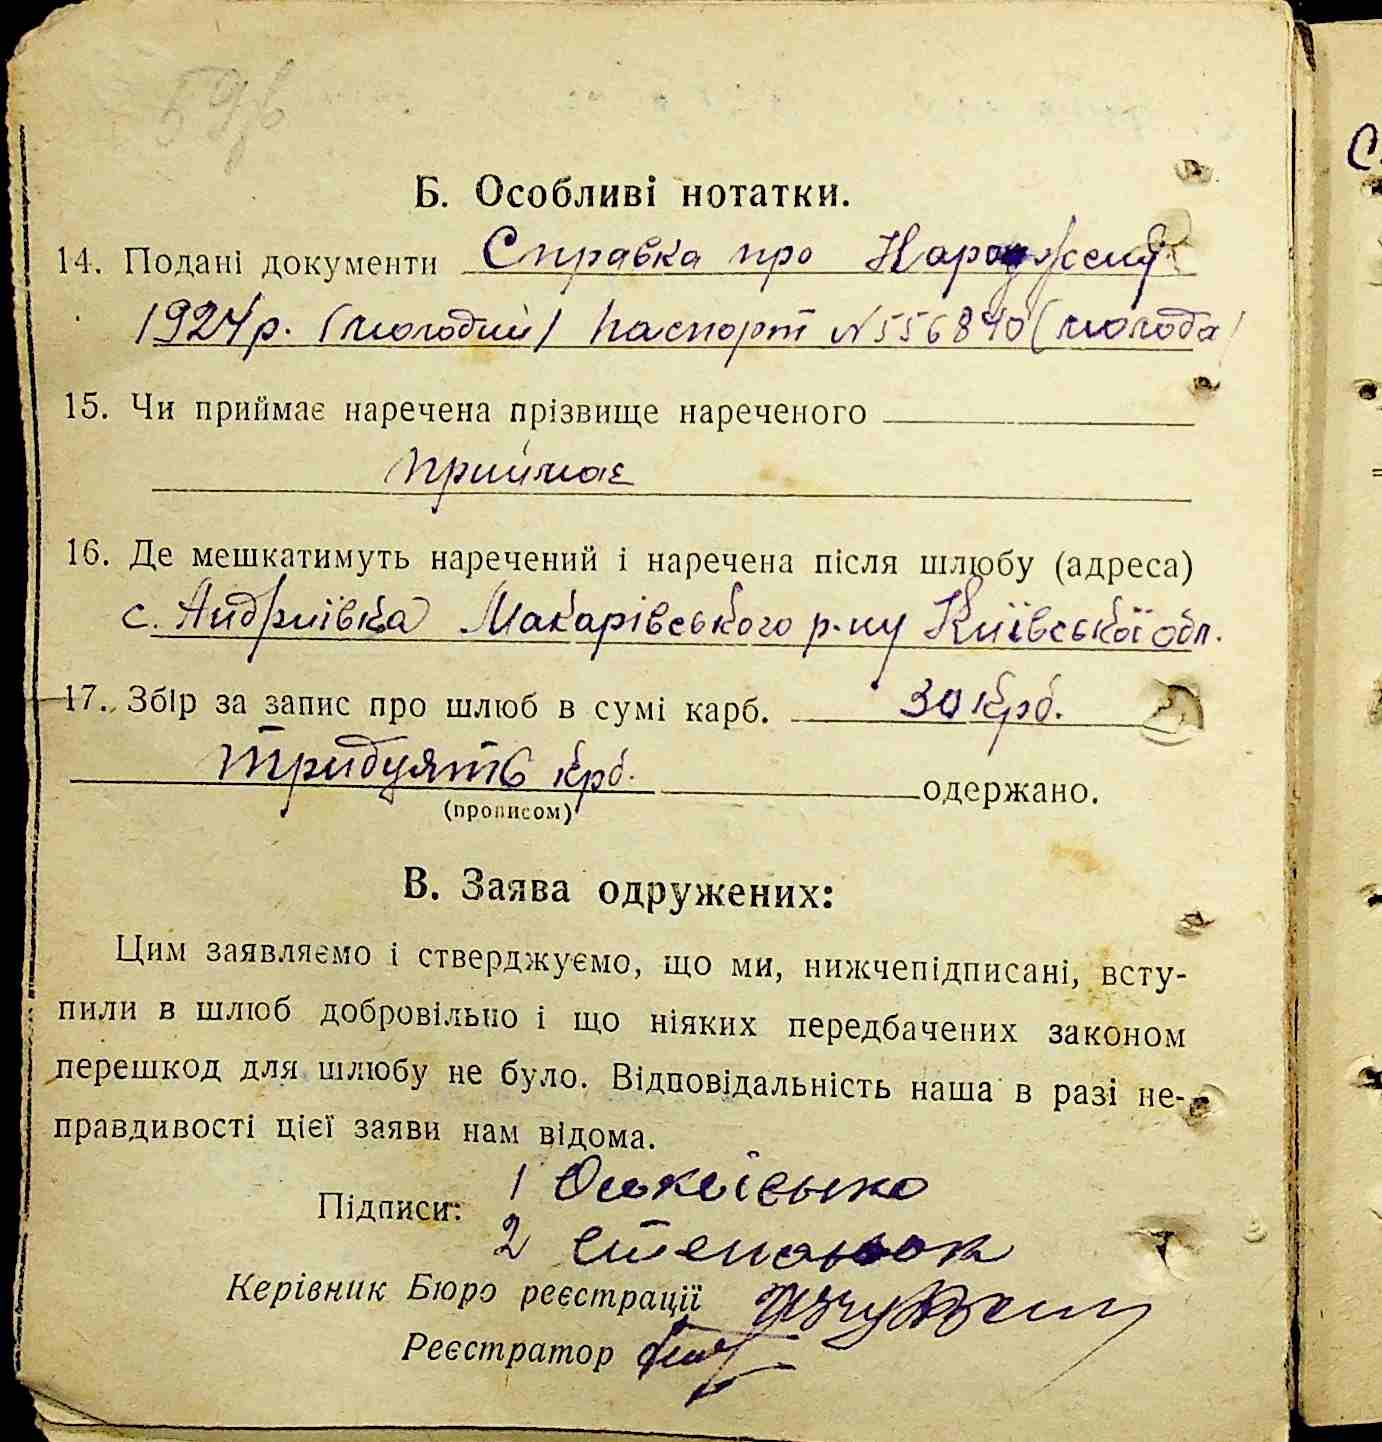 59в
Б. Особливі нотатки.
14. Подані документи Справка про Народжену
1924р. (молодий) Паспорт N 556840 (молода)
15. Чи приймає наречена прізвище нареченого
приймає
16. Де мешкатимуть наречений і наречена після шлюбу (адреса)
с. Андріївка Макарівського р-ну Київської обл.
17. Збір за запис про шлюб в сумі карб. 30 крб.
тридцять крб. одержано.
(прописом)
В. Заява одружених:
Цим заявляємо і стверджуємо, що ми, нижчепідписані, всту-
пили в шлюб добровільно і що ніяких передбачених законом
перешкод для шлюбу не було. Відповідальність наша в разі не-
правдивості цієї заяви нам відома.
Підписи: 1
2 Степанюк
Керівник Бюро реєстрації
Реєстратор